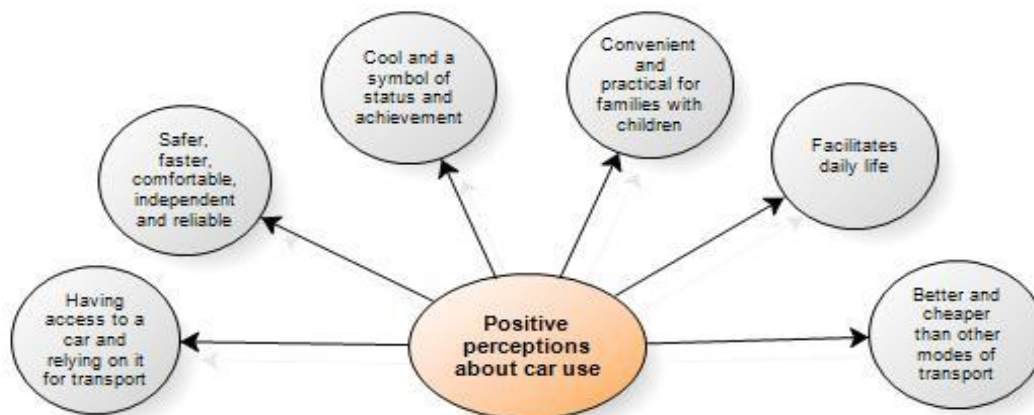 Cool and a
symbol of
status and
achievement
Convenient
and
practical for
families with
children
Safer,
faster,
comfortable,
independent
and reliable
Facilitates
daily life
Having
access to a
car and
relying on it
for transport
Positive
perceptions
about car use
Better and
cheaper
than other
modes of
transport